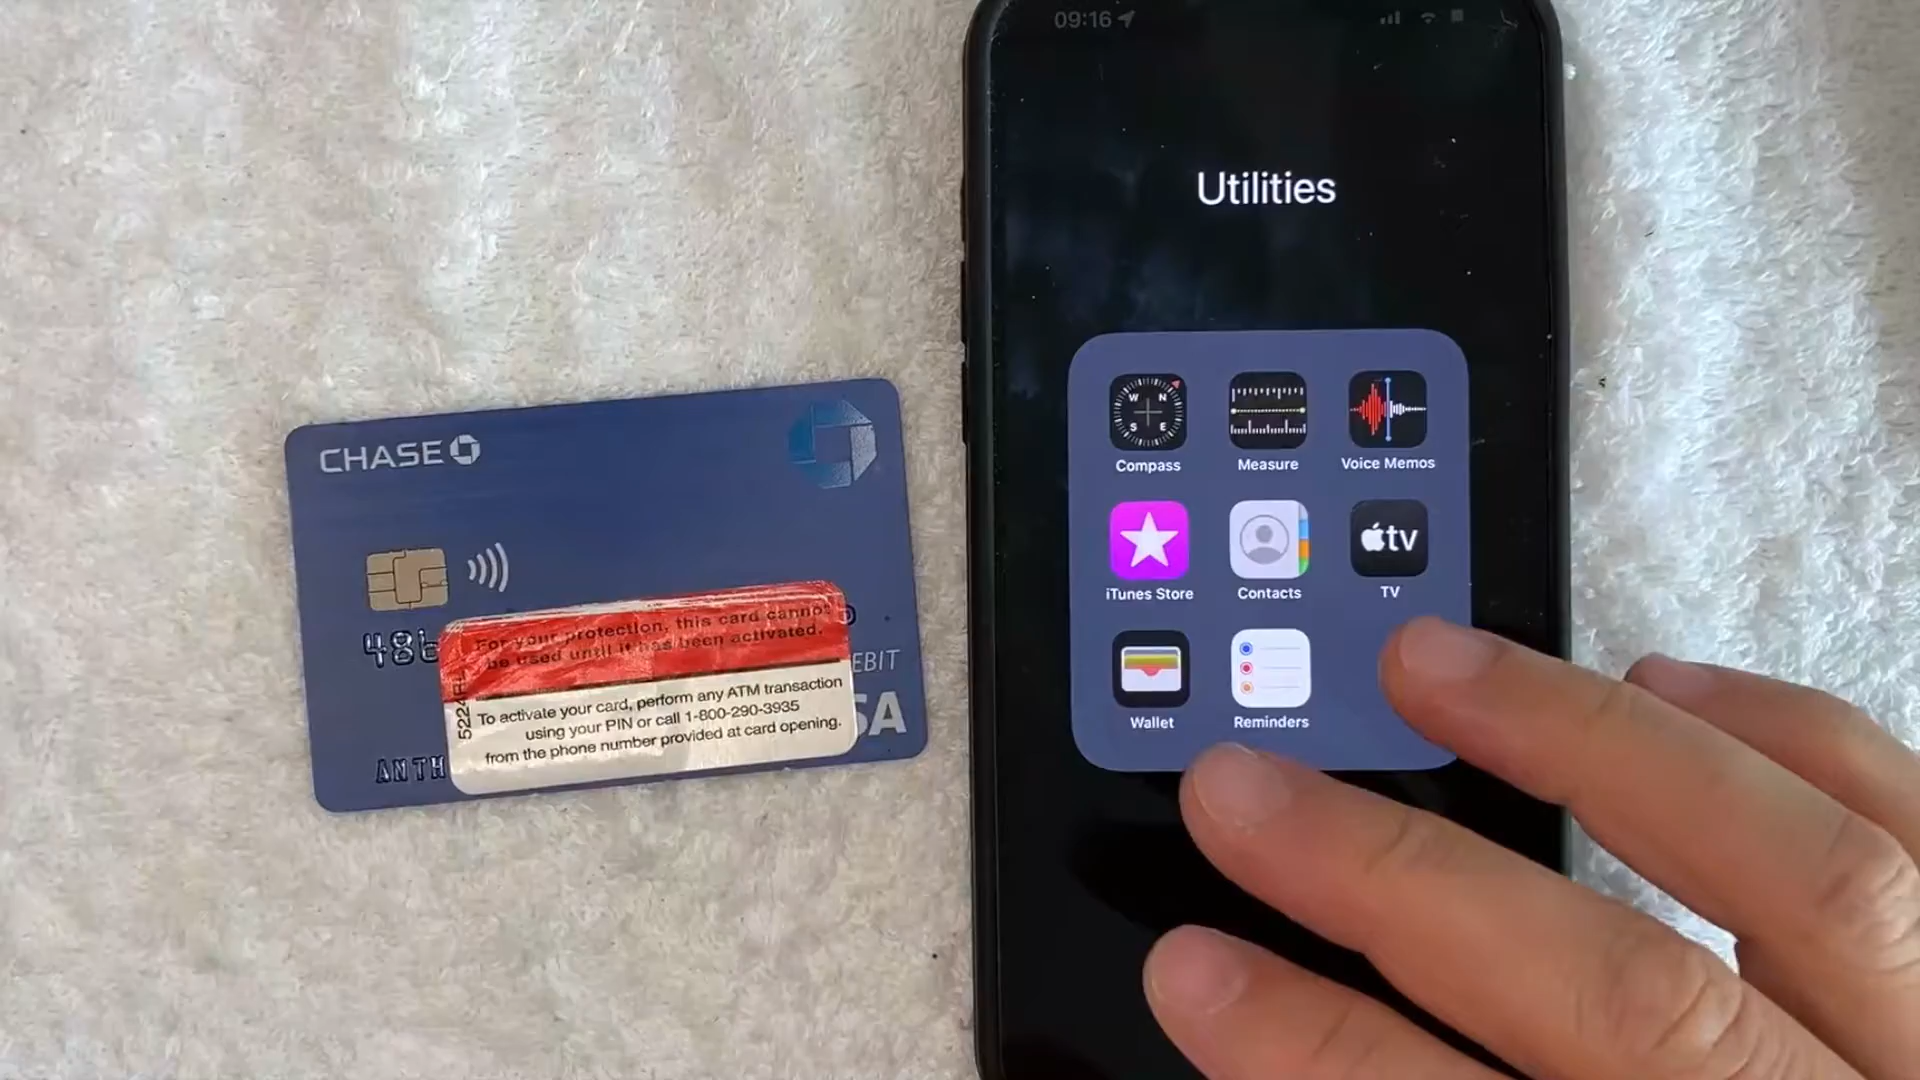 09:16
Utilities
W N
S E
Compass
Measure
Voice Memos
iTunes Store
Contacts
tv
TV
Wallet
Reminders
CHASE
For your protection, this card cannot
be used until it has been activated.
To activate your card, perform any ATM transaction
using your PIN or call 1-800-290-3935
from the phone number provided at card opening.
EBIT
SA
ANTH